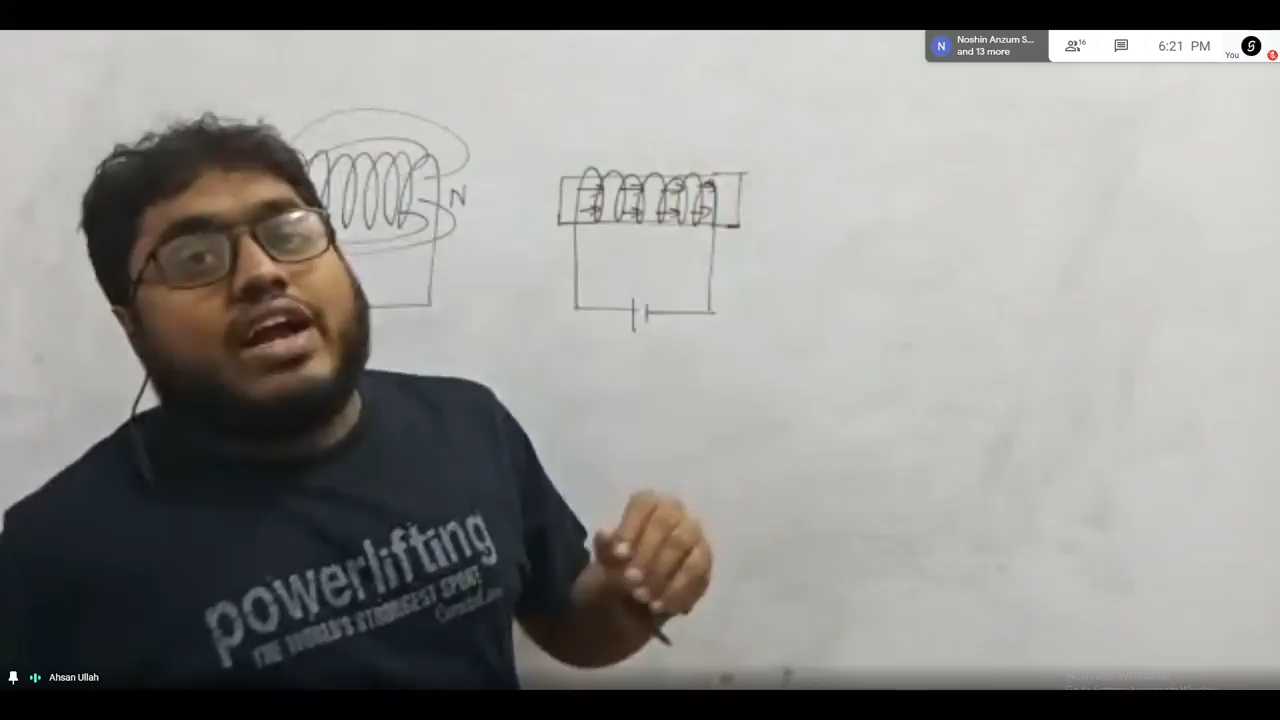 Noshin Anzum S...
and 13 more
16
6:21 PM
You
N
N
powerlifting
THE WORLD'S STRONGEST SPORT
Ahsan Ullah